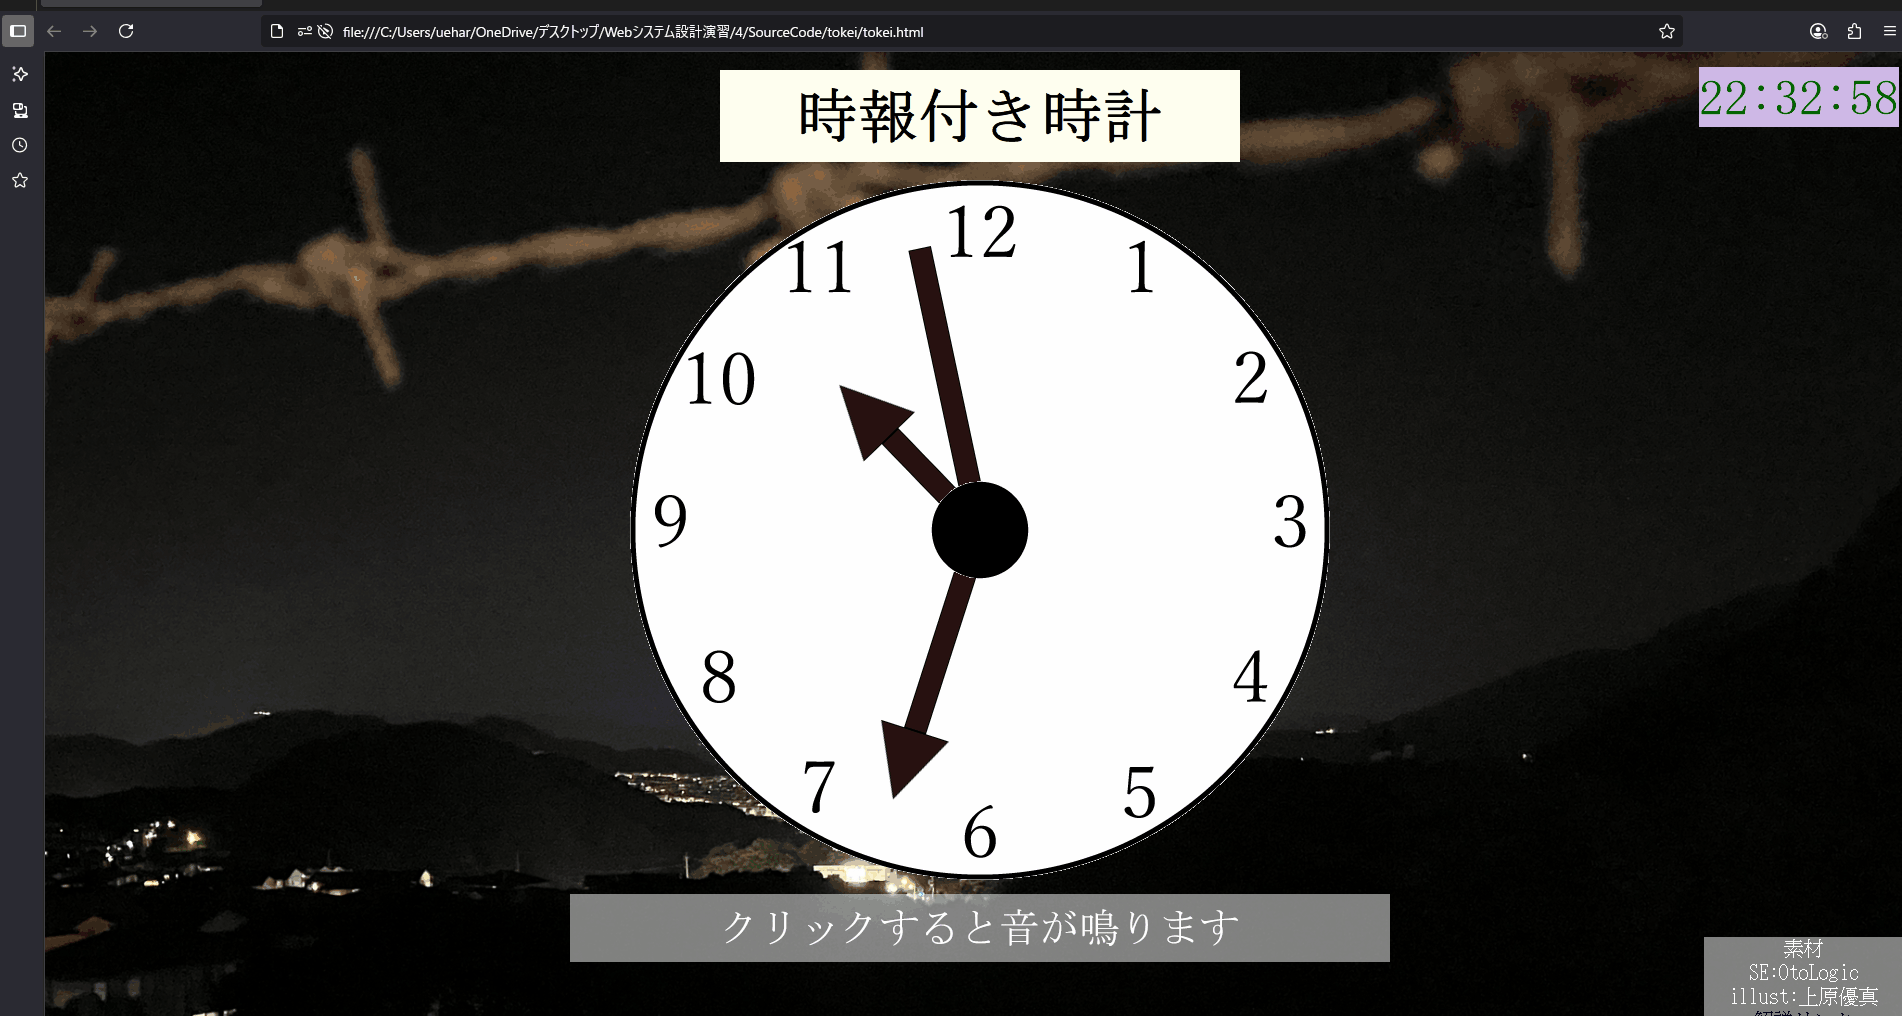 file:///C:/Users/uehar/OneDrive/デスクトップ/Webシステム設計演習/4/SourceCode/tokei/tokei.html
時報付き時計
22:32:58
12
11
1
10
2
9
3
8
4
7
5
6
クリックすると音が鳴ります
素材
SE:OtoLogic
illust:上原優真